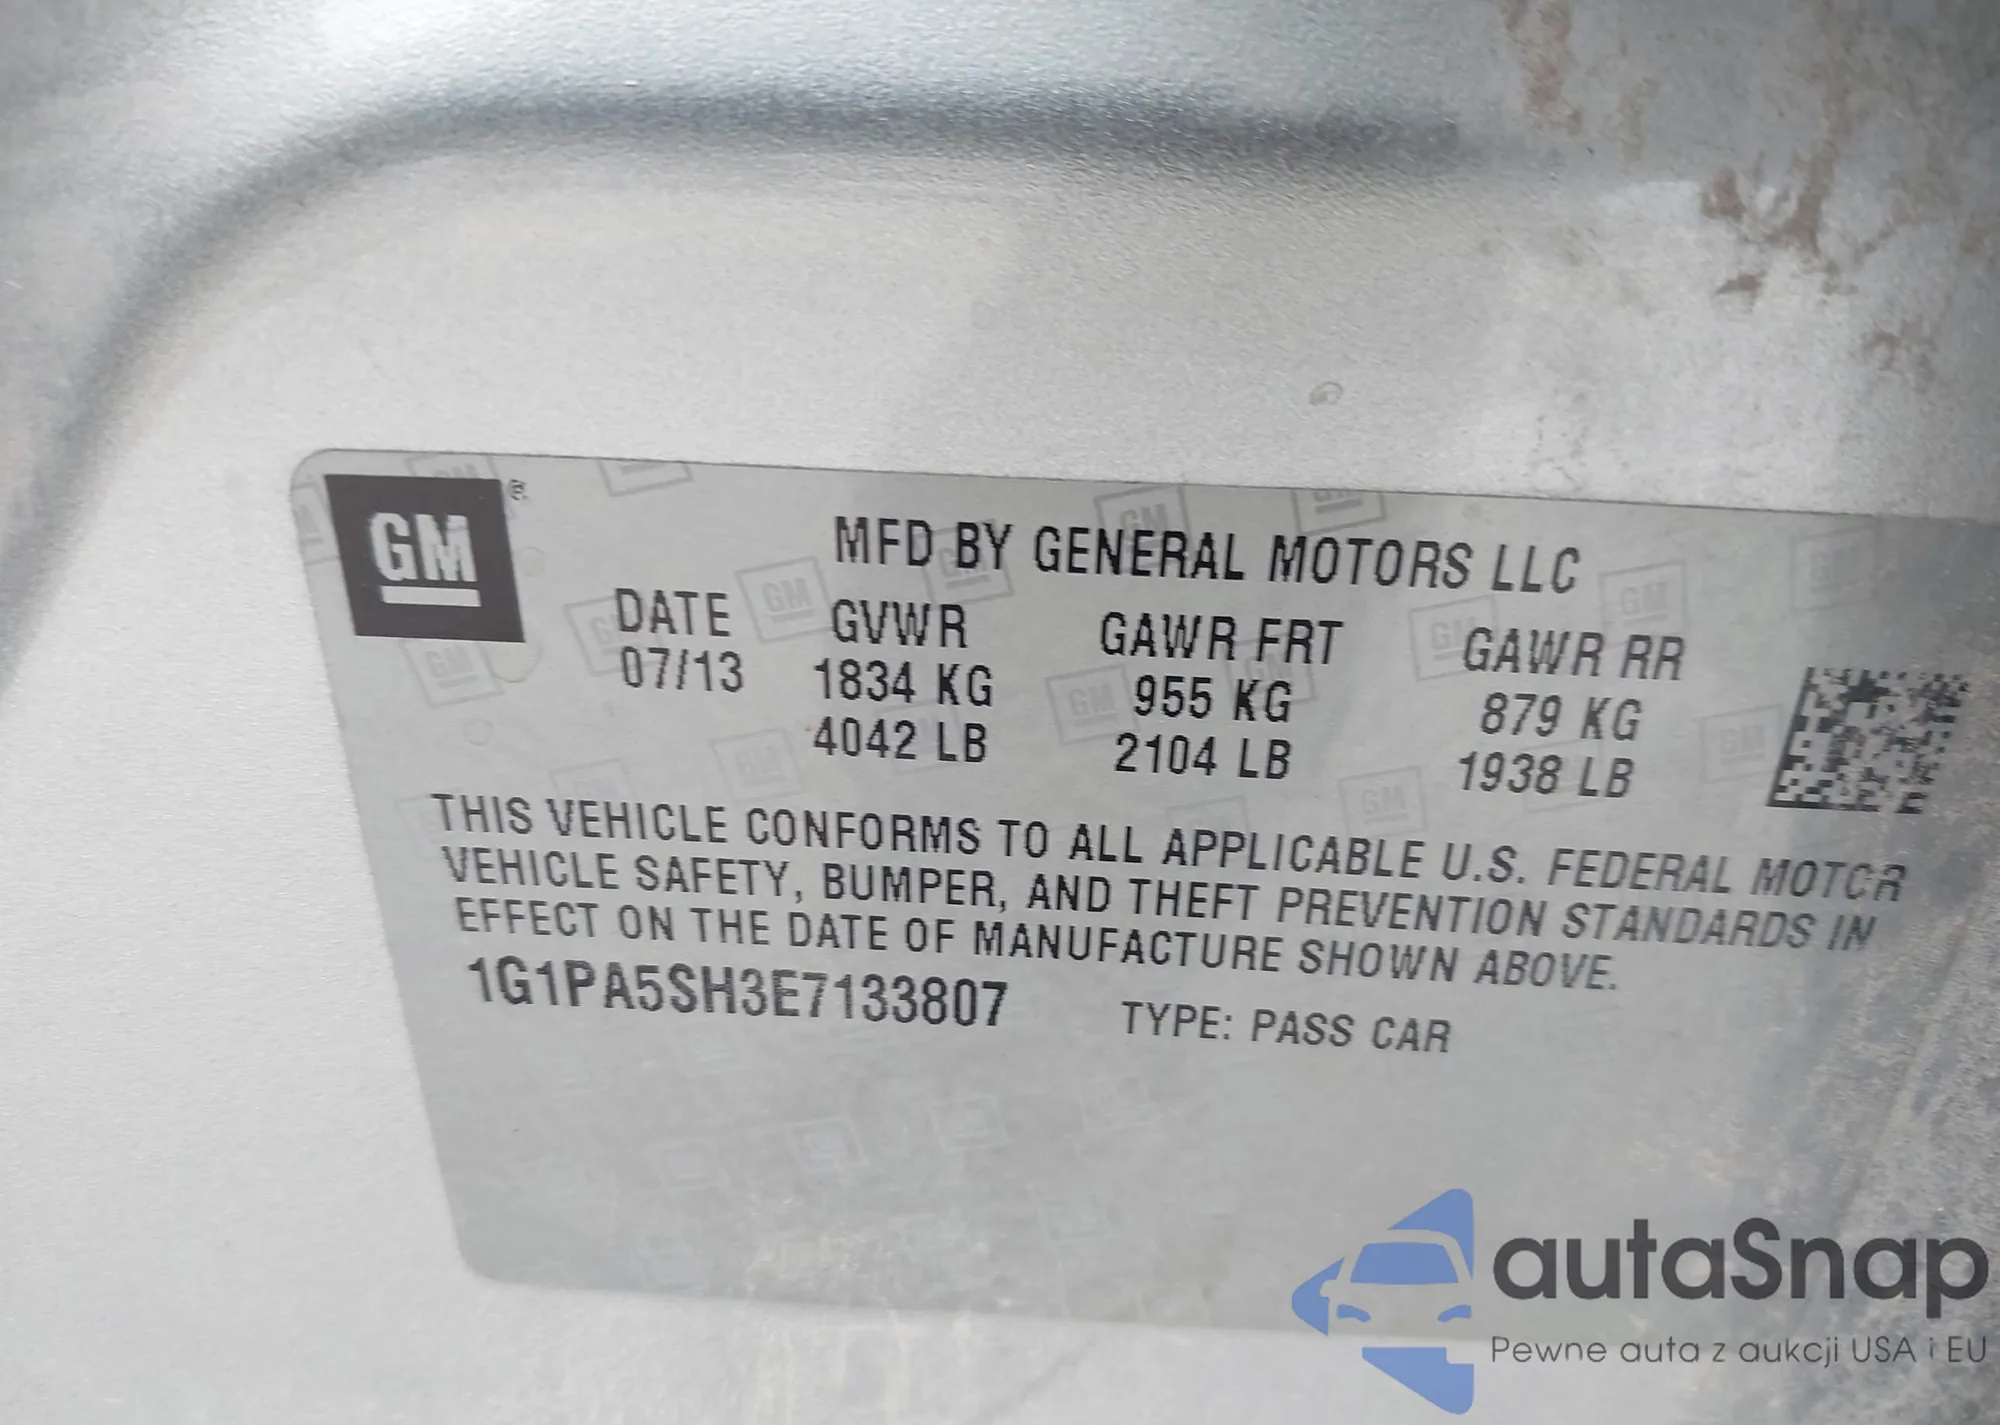 GM ®
MFD BY GENERAL MOTORS LLC
DATE GVWR GAWR FRT GAWR RR
07/13 1834 KG 955 KG 879 KG
4042 LB 2104 LB 1938 LB
THIS VEHICLE CONFORMS TO ALL APPLICABLE U.S. FEDERAL MOTOR
VEHICLE SAFETY, BUMPER, AND THEFT PREVENTION STANDARDS IN
EFFECT ON THE DATE OF MANUFACTURE SHOWN ABOVE.
1G1PA5SH3E7133807 TYPE: PASS CAR
autaSnap
Pewne auta z aukcji USA i EU